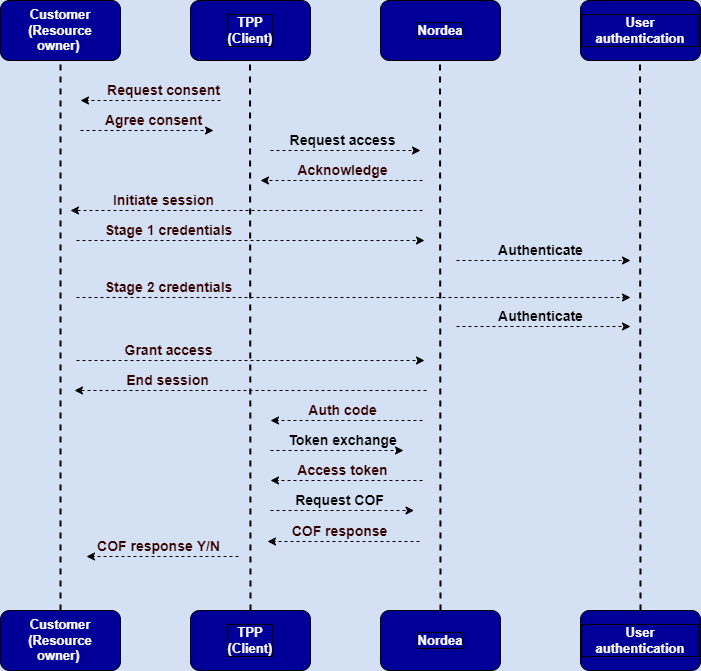 Customer
(Resource
owner)
TPP
(Client)
Nordea
User
authentication
Request consent
Agree consent
Request access
Acknowledge
Initiate session
Stage 1 credentials
Authenticate
Stage 2 credentials
Authenticate
Grant access
End session
Auth code
Token exchange
Access token
Request COF
COF response
COF response Y/N
Customer
(Resource
owner)
TPP
(Client)
Nordea
User
authentication